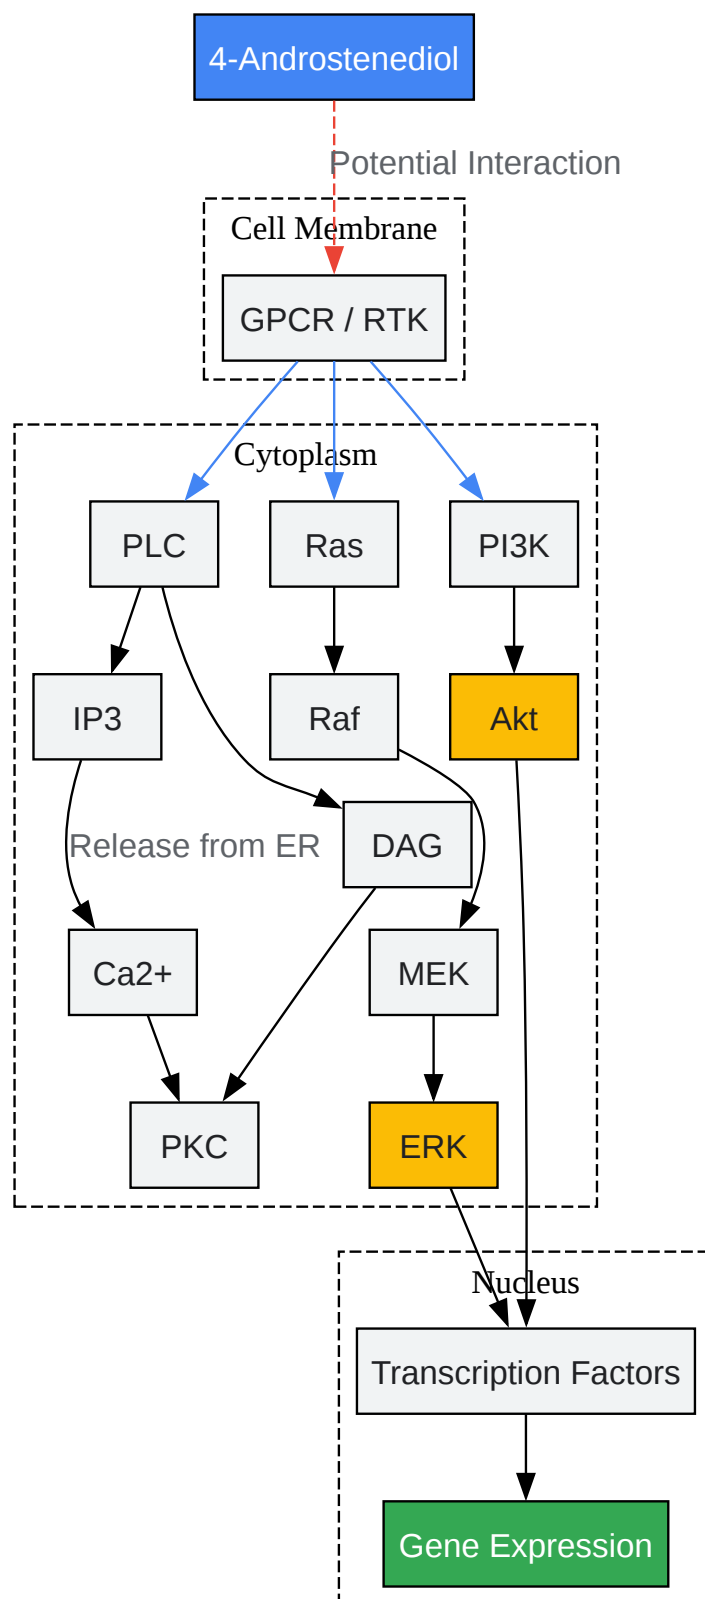 4-Androstenediol
Potential Interaction
Cell Membrane
GPCR / RTK
Cytoplasm
PLC
Ras
PI3K
IP3
Raf
Akt
Release from ER
DAG
Ca2+
MEK
PKC
ERK
Nucleus
Transcription Factors
Gene Expression